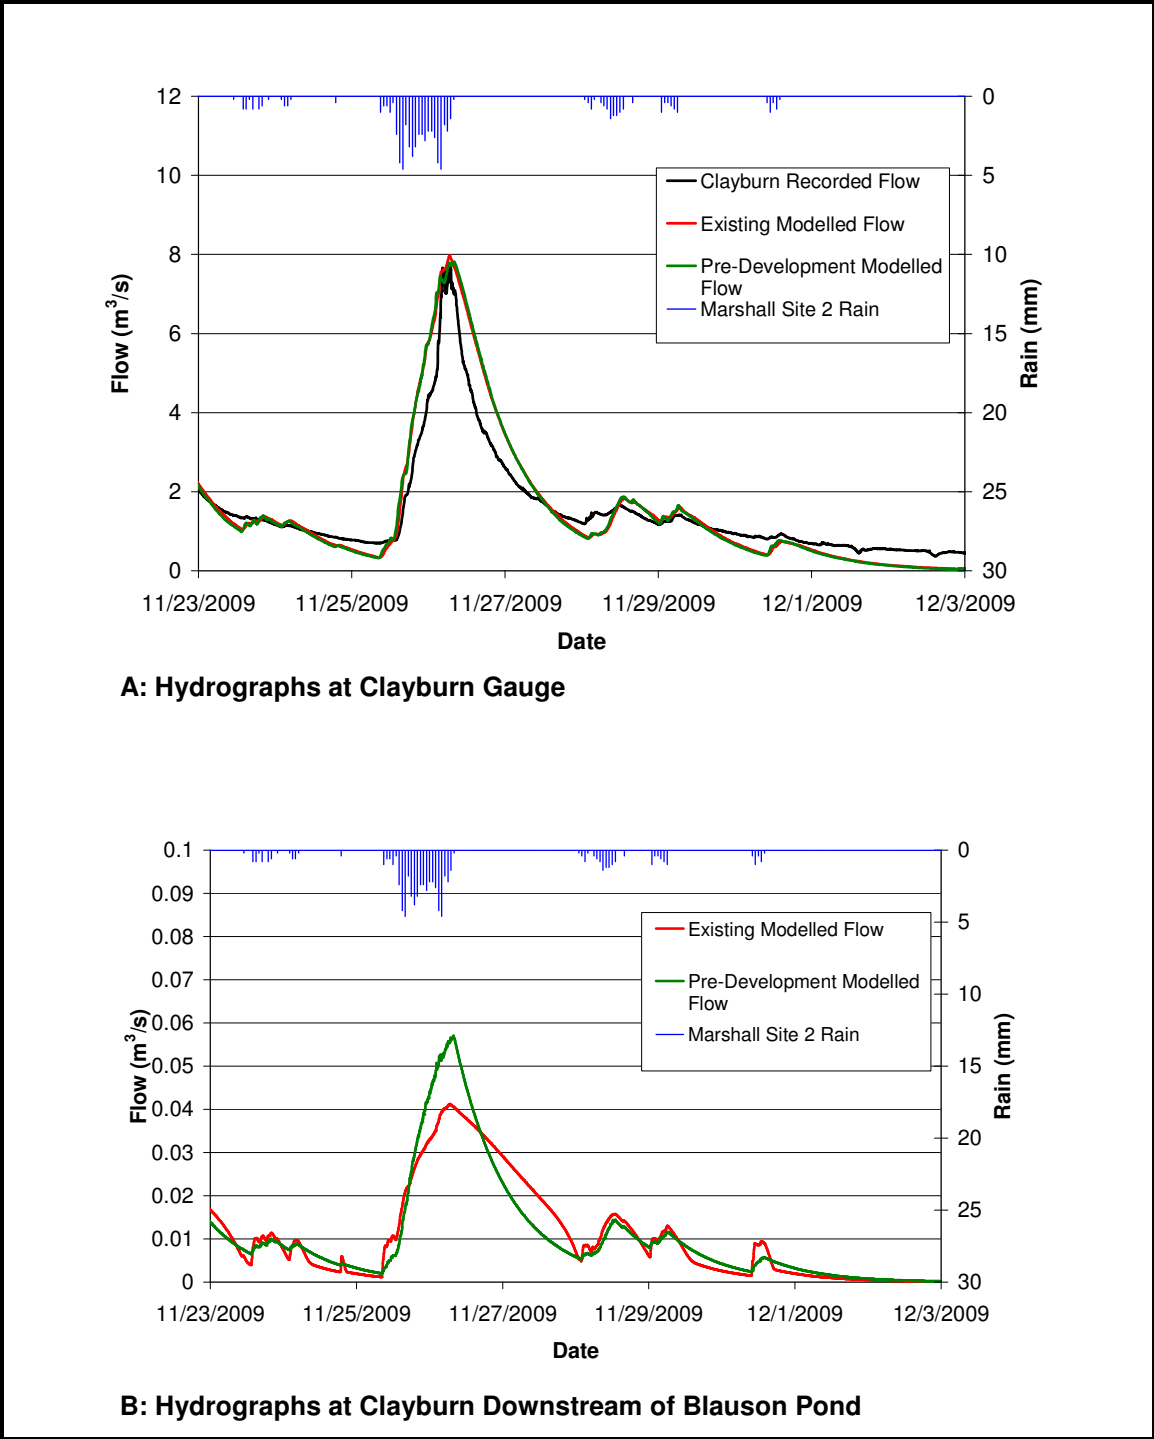 12
10
8
6
4
2
0
Flow (m³/s)
0
5
10
15
20
25
30
Rain (mm)
Clayburn Recorded Flow
Existing Modelled Flow
Pre-Development Modelled
Flow
Marshall Site 2 Rain
11/23/2009 11/25/2009 11/27/2009 11/29/2009 12/1/2009 12/3/2009
Date
A: Hydrographs at Clayburn Gauge
0.1
0.09
0.08
0.07
0.06
0.05
0.04
0.03
0.02
0.01
0
Flow (m³/s)
0
5
10
15
20
25
30
Rain (mm)
Existing Modelled Flow
Pre-Development Modelled
Flow
Marshall Site 2 Rain
11/23/2009 11/25/2009 11/27/2009 11/29/2009 12/1/2009 12/3/2009
Date
B: Hydrographs at Clayburn Downstream of Blauson Pond